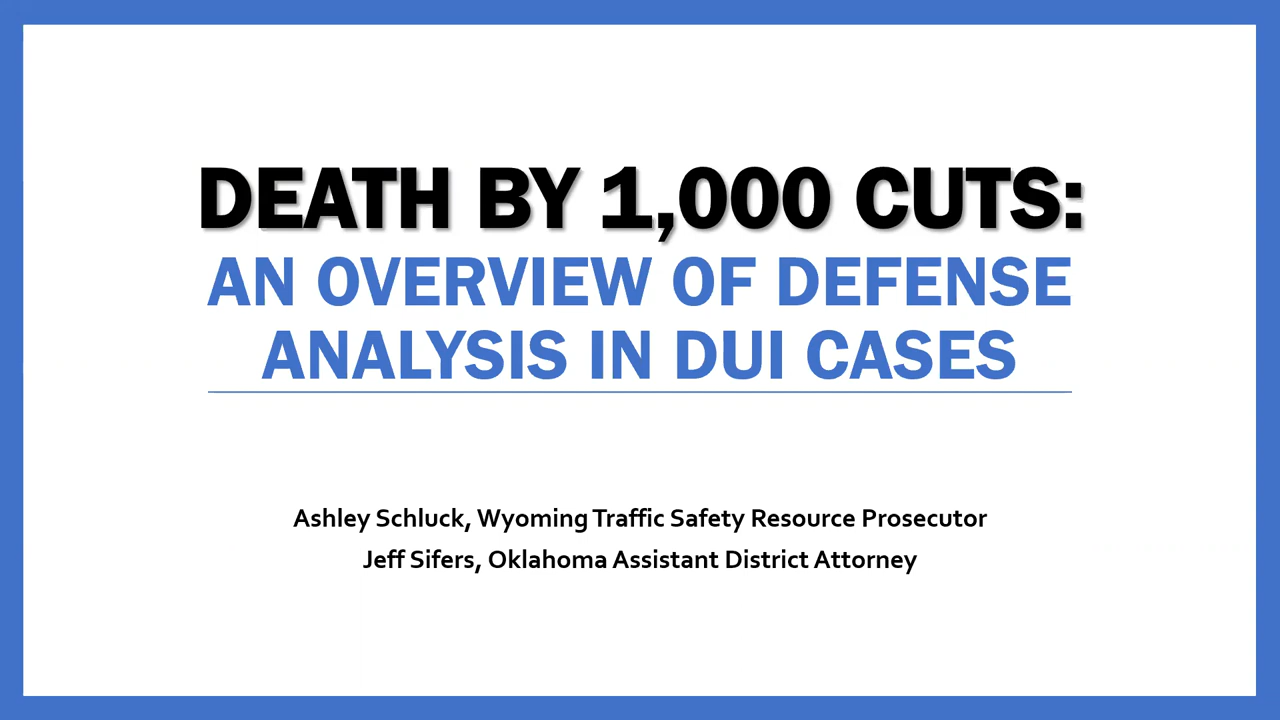 DEATH BY 1,000 CUTS:
AN OVERVIEW OF DEFENSE
ANALYSIS IN DUI CASES
Ashley Schluck, Wyoming Traffic Safety Resource Prosecutor
Jeff Sifers, Oklahoma Assistant District Attorney